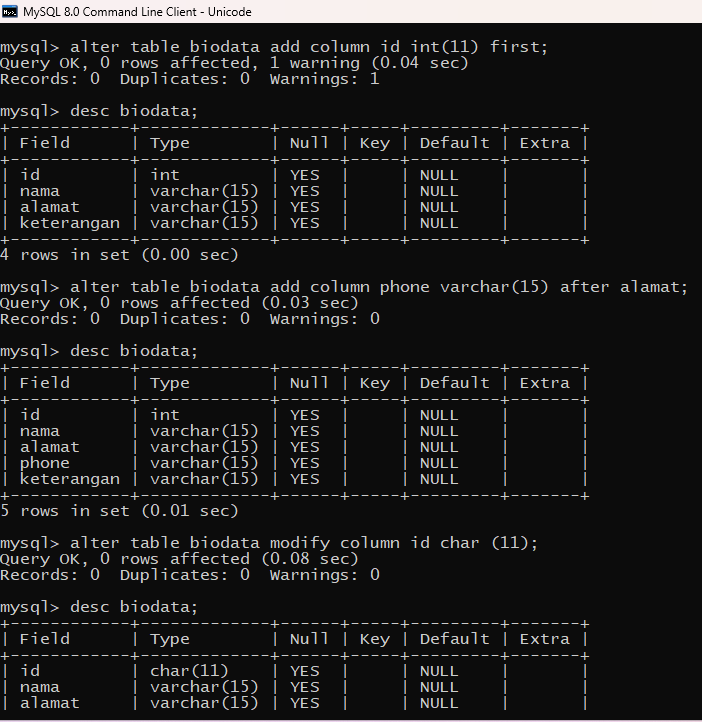 MySQL 8.0 Command Line Client - Unicode
mysql> alter table biodata add column id int(11) first;
Query OK, 0 rows affected, 1 warning (0.04 sec)
Records: 0  Duplicates: 0  Warnings: 1
mysql> desc biodata;
+------------+-------------+------+-----+---------+-------+
| Field      | Type        | Null | Key | Default | Extra |
+------------+-------------+------+-----+---------+-------+
| id         | int         | YES  |     | NULL    |       |
| nama       | varchar(15) | YES  |     | NULL    |       |
| alamat     | varchar(15) | YES  |     | NULL    |       |
| keterangan | varchar(15) | YES  |     | NULL    |       |
+------------+-------------+------+-----+---------+-------+
4 rows in set (0.00 sec)
mysql> alter table biodata add column phone varchar(15) after alamat;
Query OK, 0 rows affected (0.03 sec)
Records: 0  Duplicates: 0  Warnings: 0
mysql> desc biodata;
+------------+-------------+------+-----+---------+-------+
| Field      | Type        | Null | Key | Default | Extra |
+------------+-------------+------+-----+---------+-------+
| id         | int         | YES  |     | NULL    |       |
| nama       | varchar(15) | YES  |     | NULL    |       |
| alamat     | varchar(15) | YES  |     | NULL    |       |
| phone      | varchar(15) | YES  |     | NULL    |       |
| keterangan | varchar(15) | YES  |     | NULL    |       |
+------------+-------------+------+-----+---------+-------+
5 rows in set (0.01 sec)
mysql> alter table biodata modify column id char (11);
Query OK, 0 rows affected (0.08 sec)
Records: 0  Duplicates: 0  Warnings: 0
mysql> desc biodata;
+------------+-------------+------+-----+---------+-------+
| Field      | Type        | Null | Key | Default | Extra |
+------------+-------------+------+-----+---------+-------+
| id         | char(11)    | YES  |     | NULL    |       |
| nama       | varchar(15) | YES  |     | NULL    |       |
| alamat     | varchar(15) | YES  |     | NULL    |       |